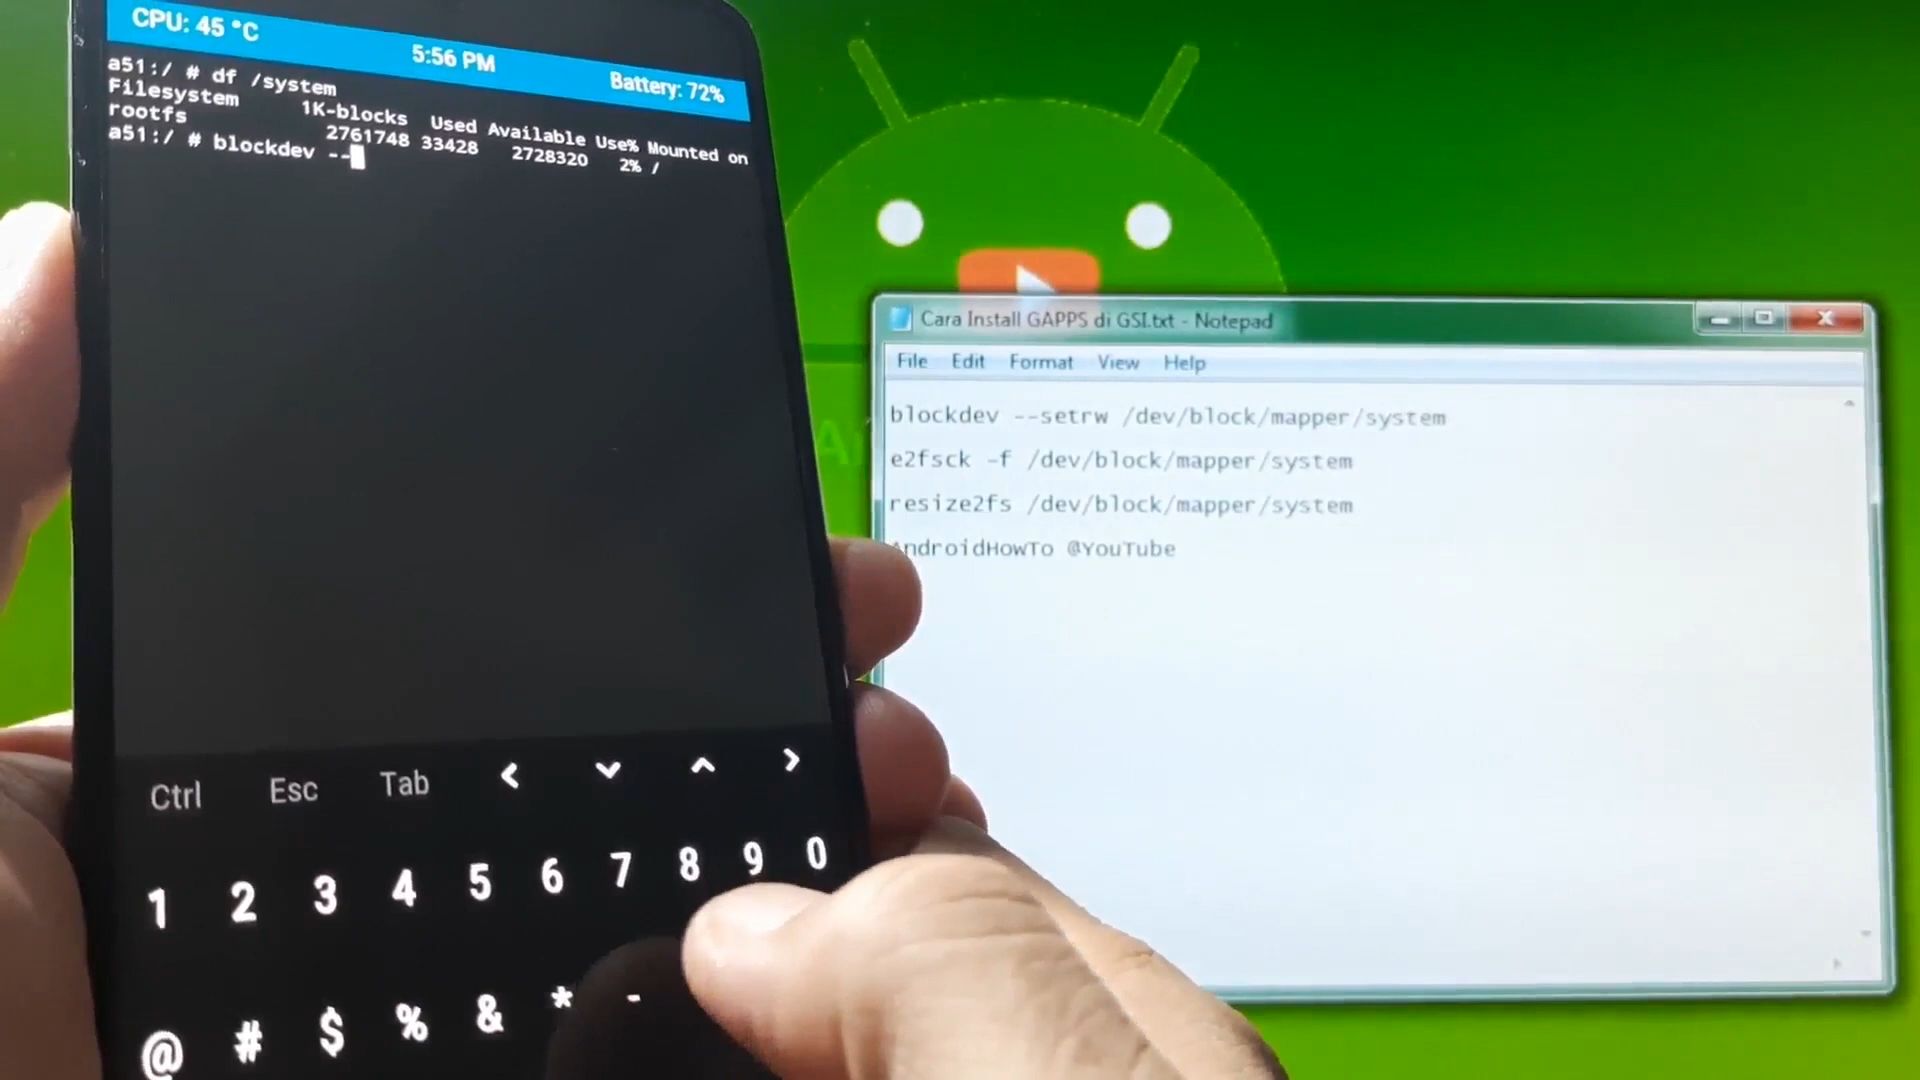 CPU: 45 °C
5:56 PM
Battery: 72%
a51:/ # df /system
Filesystem 1K-blocks Used Available Use% Mounted on
rootfs 2761748 33428 2728320 2% /
a51:/ # blockdev --
Ctrl Esc Tab
1 2 3 4 5 6 7 8 9 0
@ # $ % & * -
Cara Install GAPPS di GSI.txt - Notepad
File Edit Format View Help
blockdev --setrw /dev/block/mapper/system
e2fsck -f /dev/block/mapper/system
resize2fs /dev/block/mapper/system
AndroidHowTo @YouTube